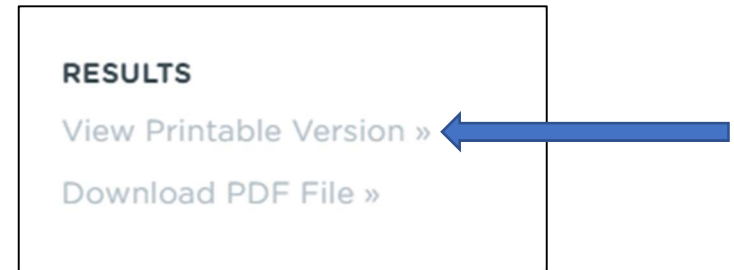 RESULTS
View Printable Version »
Download PDF File »